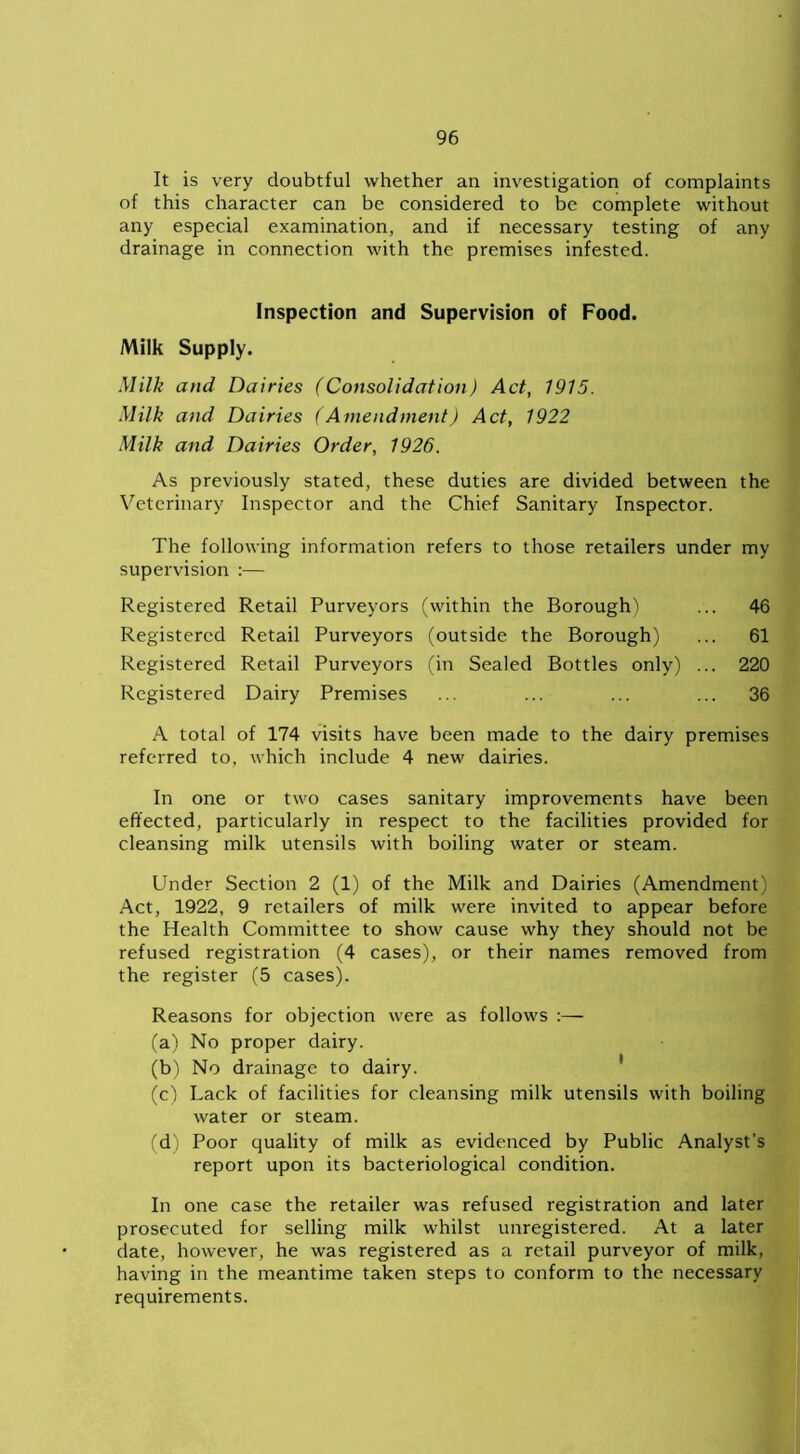 96
It is very doubtful whether an investigation of complaints
of this character can be considered to be complete without
any especial examination, and if necessary testing of any
drainage in connection with the premises infested.
Inspection and Supervision of Food.
Milk Supply.
Milk and Dairies (Consolidation) Act, 1915.
Milk and Dairies (Amendment) Act, 1922
Milk and Dairies Order, 1926.
As previously stated, these duties are divided between the
Veterinary Inspector and the Chief Sanitary Inspector.
The following information refers to those retailers under my
supervision :—
Registered Retail Purveyors (within the Borough) ... 46
Registered Retail Purveyors (outside the Borough) ... 61
Registered Retail Purveyors (in Sealed Bottles only) ... 220
Registered Dairy Premises ... ... ... ... 36
A total of 174 visits have been made to the dairy premises
referred to, which include 4 new dairies.
In one or two cases sanitary improvements have been
effected, particularly in respect to the facilities provided for
cleansing milk utensils with boiling water or steam.
Under Section 2 (1) of the Milk and Dairies (Amendment)
Act, 1922, 9 retailers of milk were invited to appear before
the Health Committee to show cause why they should not be
refused registration (4 cases), or their names removed from
the register (5 cases).
Reasons for objection were as follows :—
(a) No proper dairy.
(b) No drainage to dairy.
(c) Lack of facilities for cleansing milk utensils with boiling
water or steam.
(d) Poor quality of milk as evidenced by Public Analyst's
report upon its bacteriological condition.
In one case the retailer was refused registration and later
prosecuted for selling milk whilst unregistered. At a later
date, however, he was registered as a retail purveyor of milk,
having in the meantime taken steps to conform to the necessary
requirements.